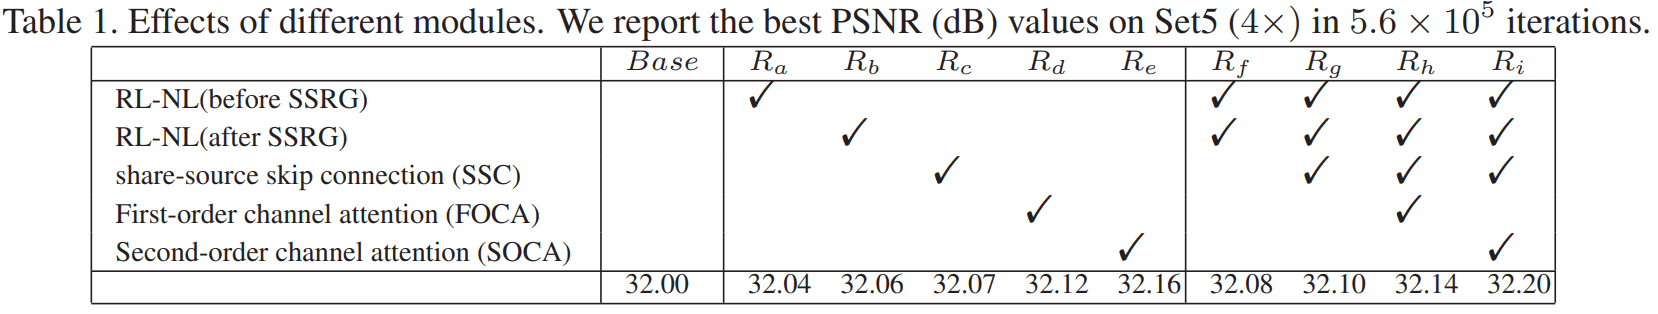 Table 1. Effects of different modules. We report the best PSNR (dB) values on Set5 (4×) in 5.6 × 10⁵ iterations.
Base R_a R_b R_c R_d R_e R_f R_g R_h R_i
RL-NL(before SSRG) ✓ ✓ ✓ ✓ ✓
RL-NL(after SSRG) ✓ ✓ ✓ ✓ ✓
share-source skip connection (SSC) ✓ ✓ ✓ ✓
First-order channel attention (FOCA) ✓ ✓
Second-order channel attention (SOCA) ✓ ✓
32.00 32.04 32.06 32.07 32.12 32.16 32.08 32.10 32.14 32.20